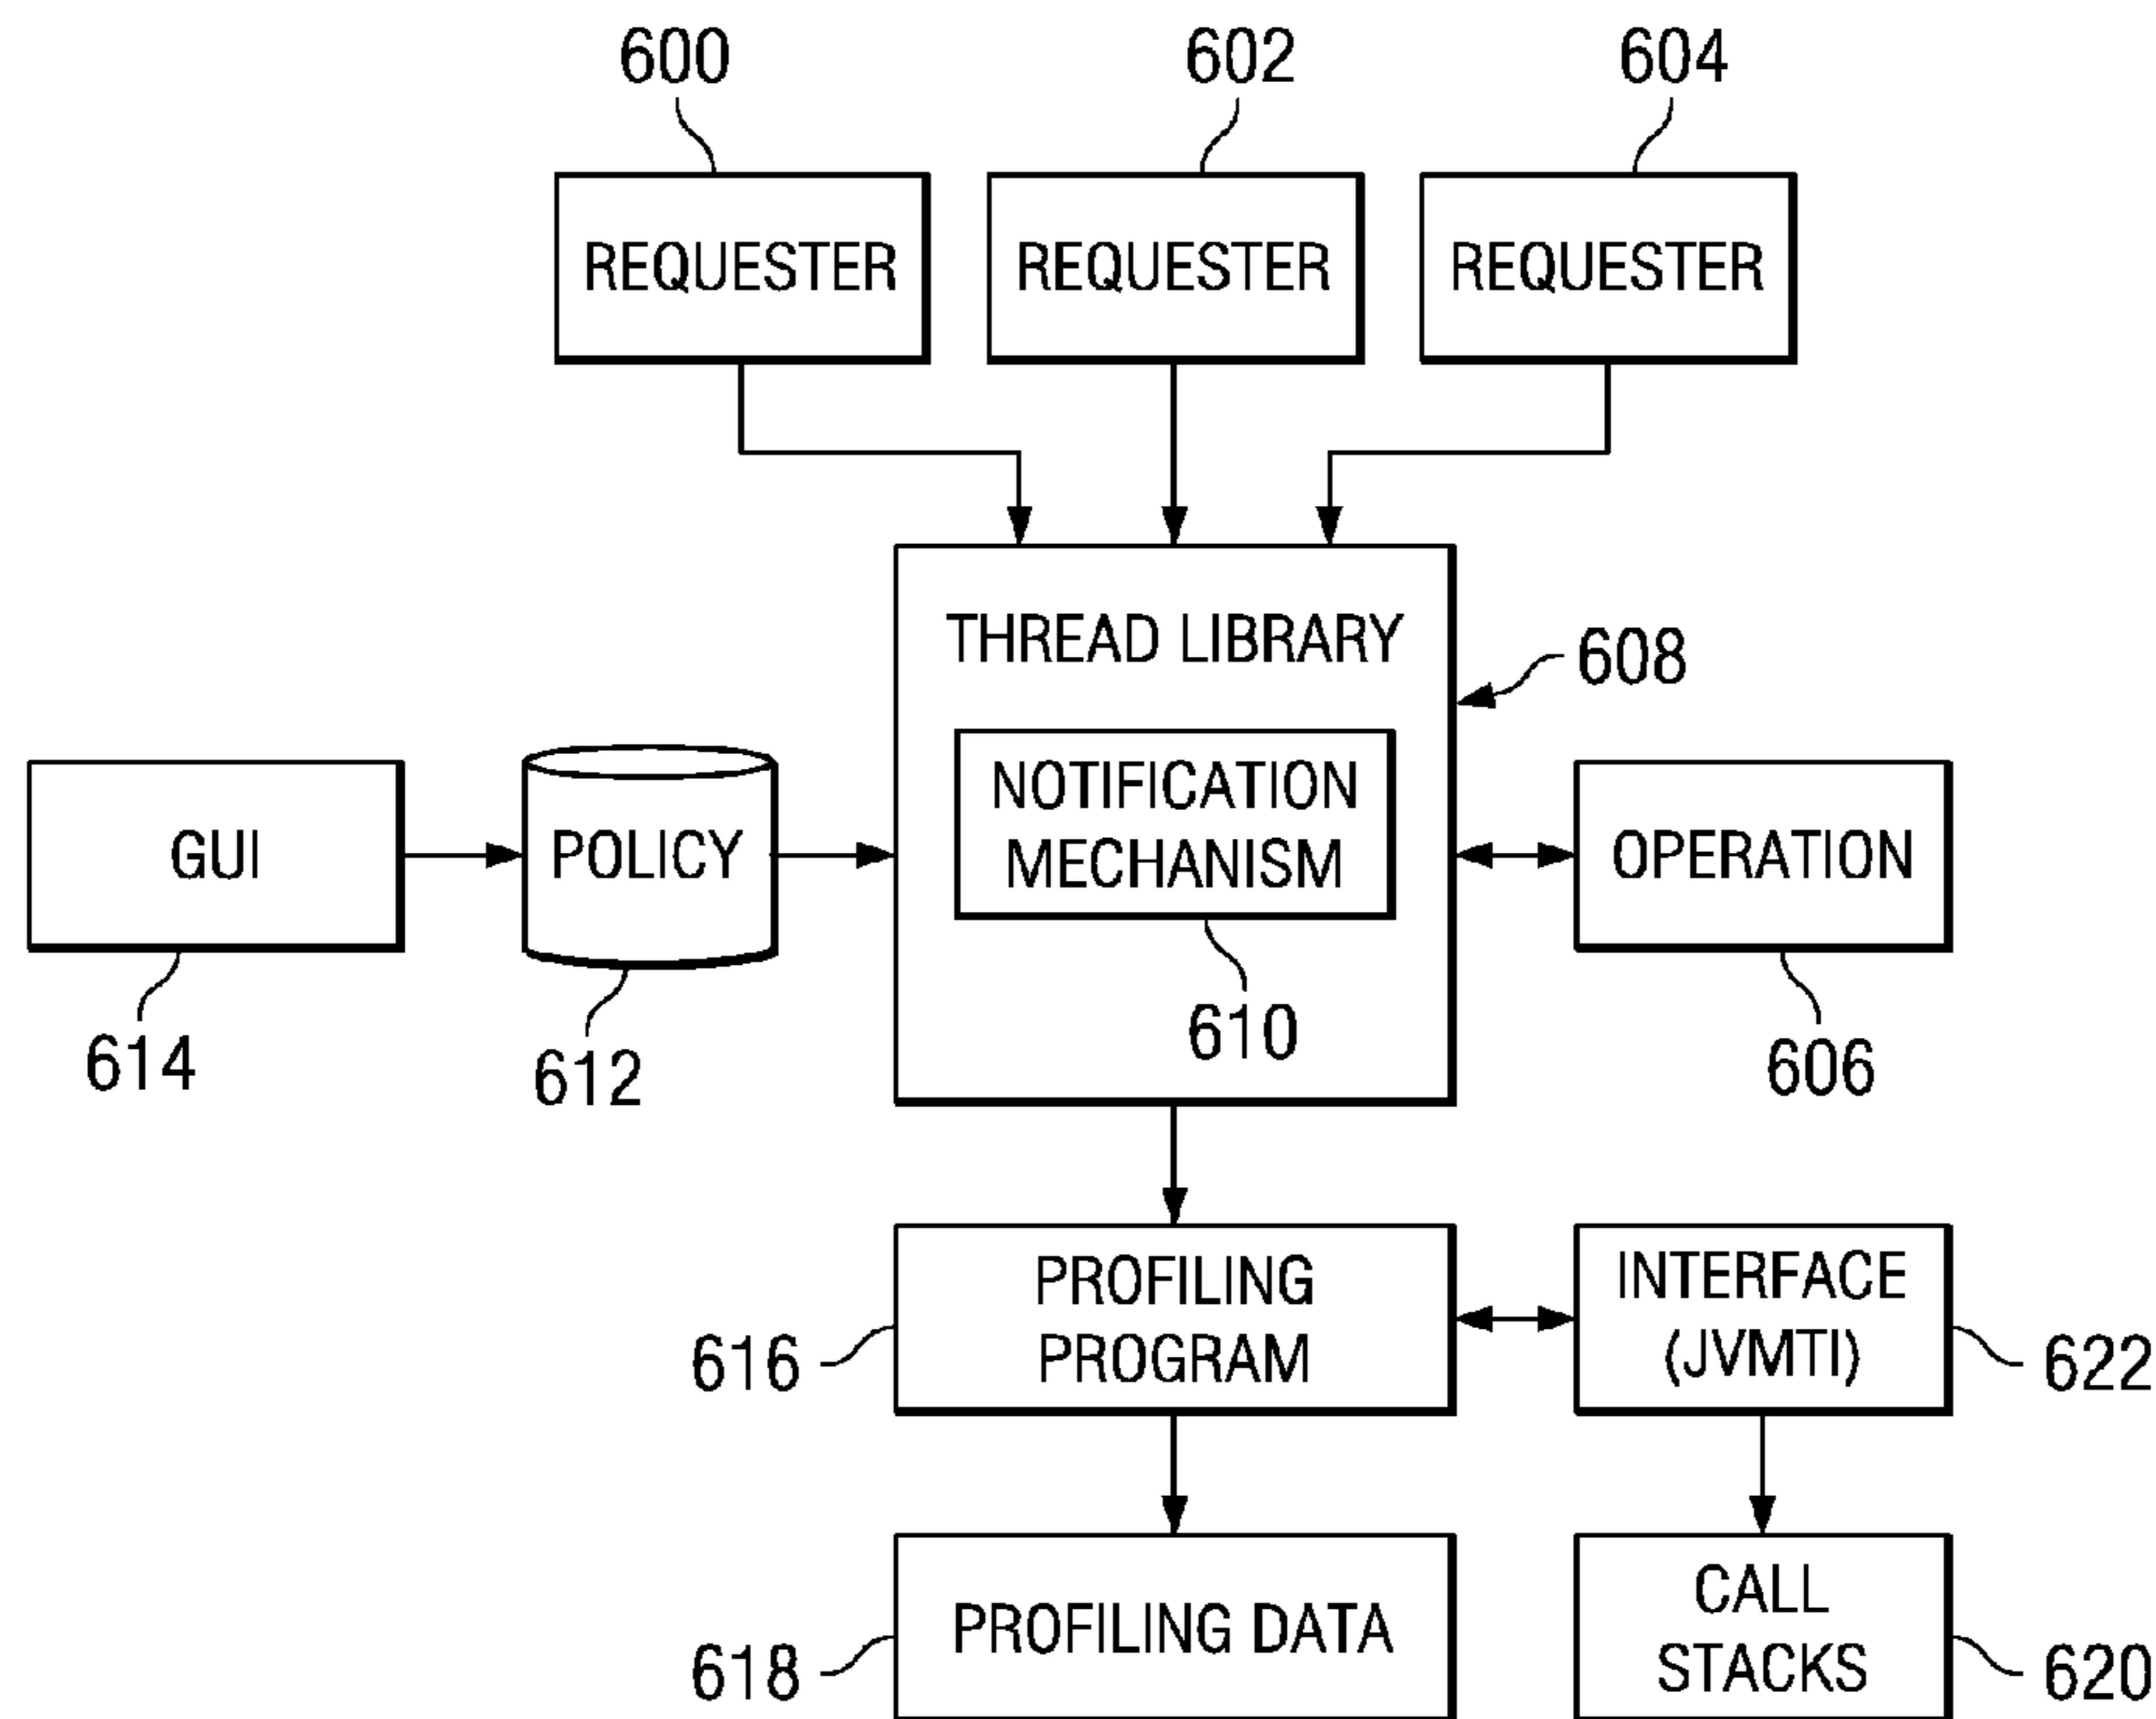 600
602
604
REQUESTER
REQUESTER
REQUESTER
THREAD LIBRARY
608
NOTIFICATION
MECHANISM
610
GUI
614
POLICY
612
OPERATION
606
PROFILING
PROGRAM
616
INTERFACE
(JVMTI)
622
PROFILING DATA
618
CALL
STACKS
620